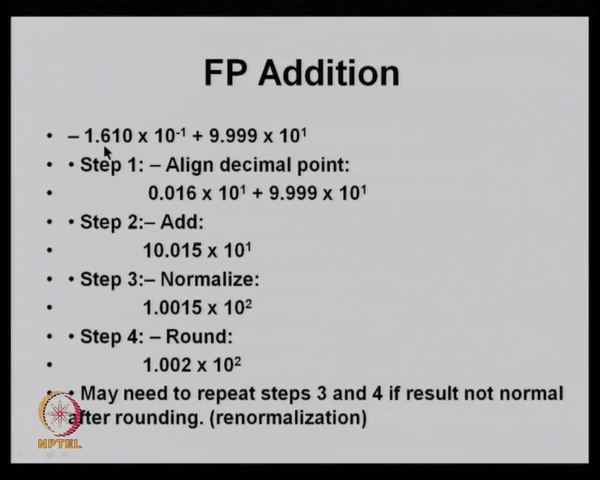 FP Addition
• – 1.610 x 10⁻¹ + 9.999 x 10¹
• • Step 1: – Align decimal point:
• 0.016 x 10¹ + 9.999 x 10¹
• • Step 2:– Add:
• 10.015 x 10¹
• • Step 3:– Normalize:
• 1.0015 x 10²
• • Step 4: – Round:
• 1.002 x 10²
• • May need to repeat steps 3 and 4 if result not normal
after rounding. (renormalization)
NPTEL